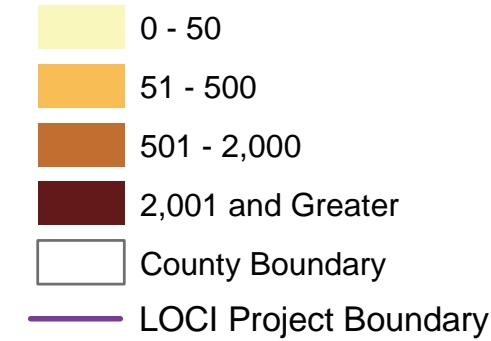 0 - 50
51 - 500
501 - 2,000
2,001 and Greater
County Boundary
LOCI Project Boundary